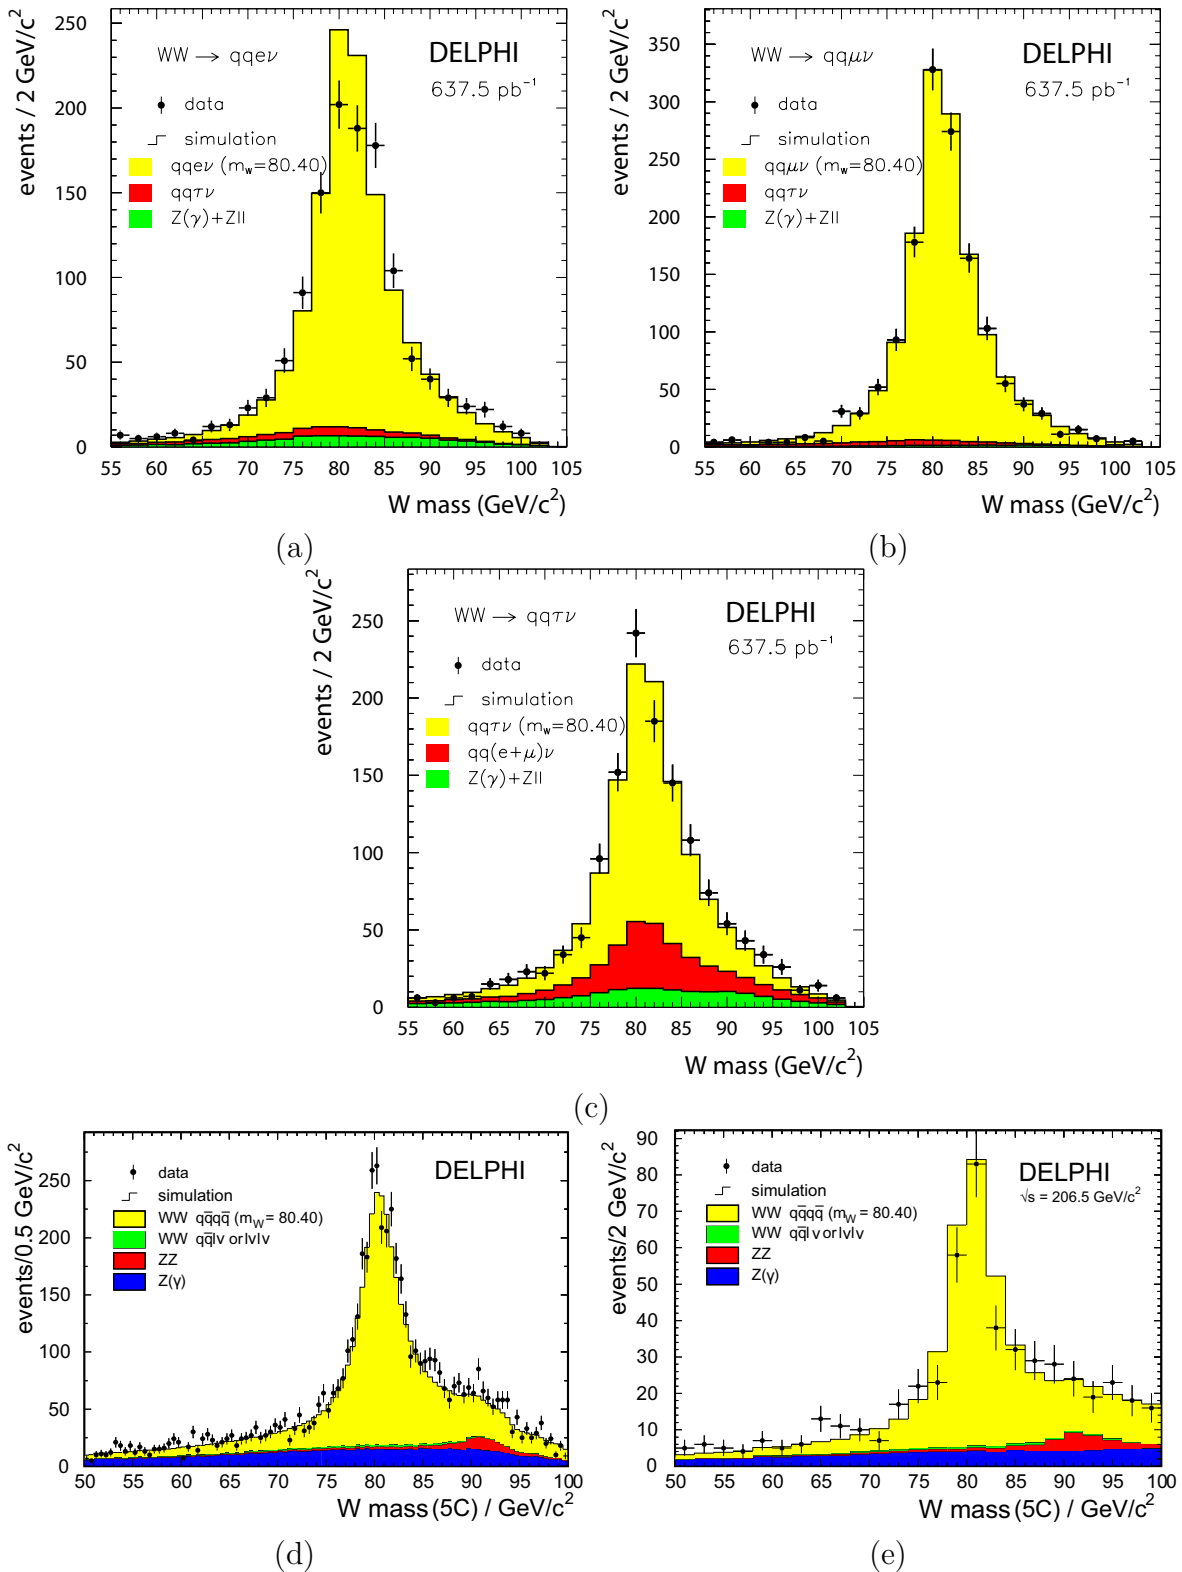 events / 2 GeV/c²
250
200
150
100
50
0
WW → qqeν
DELPHI
637.5 pb⁻¹
data
simulation
qqeν (m_w=80.40)
qqτν
Z(γ)+Zll
55 60 65 70 75 80 85 90 95 100 105
W mass (GeV/c²)
(a)
events / 2 GeV/c²
350
300
250
200
150
100
50
0
WW → qqμν
DELPHI
637.5 pb⁻¹
data
simulation
qqμν (m_w=80.40)
qqτν
Z(γ)+Zll
55 60 65 70 75 80 85 90 95 100 105
W mass (GeV/c²)
(b)
events / 2 GeV/c²
250
200
150
100
50
0
WW → qqτν
DELPHI
637.5 pb⁻¹
data
simulation
qqτν (m_w=80.40)
qq(e+μ)ν
Z(γ)+Zll
55 60 65 70 75 80 85 90 95 100 105
W mass (GeV/c²)
(c)
events/0.5 GeV/c²
250
200
150
100
50
0
DELPHI
data
simulation
WW qq̄qq̄ (m_W = 80.40)
WW qq̄lν or lνlν
ZZ
Z(γ)
50 55 60 65 70 75 80 85 90 95 100
W mass (5C) / GeV/c²
(d)
events/2 GeV/c²
90
80
70
60
50
40
30
20
10
0
DELPHI
√s = 206.5 GeV/c²
data
simulation
WW qq̄qq̄ (m_W = 80.40)
WW qq̄lν or lνlν
ZZ
Z(γ)
50 55 60 65 70 75 80 85 90 95 100
W mass (5C) / GeV/c²
(e)